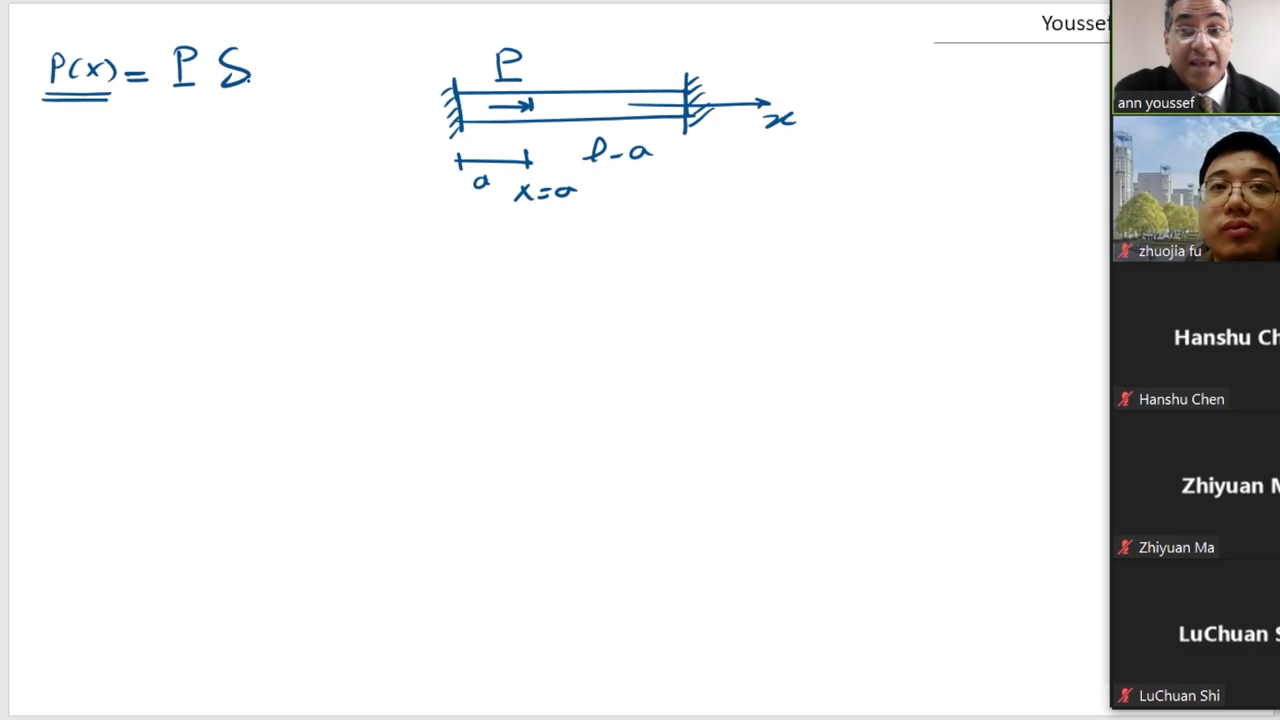 Youssef
P(x) = P δ
P
x
a
l-a
x=a
ann youssef
zhuojia fu
Hanshu Ch
Hanshu Chen
Zhiyuan M
Zhiyuan Ma
LuChuan S
LuChuan Shi